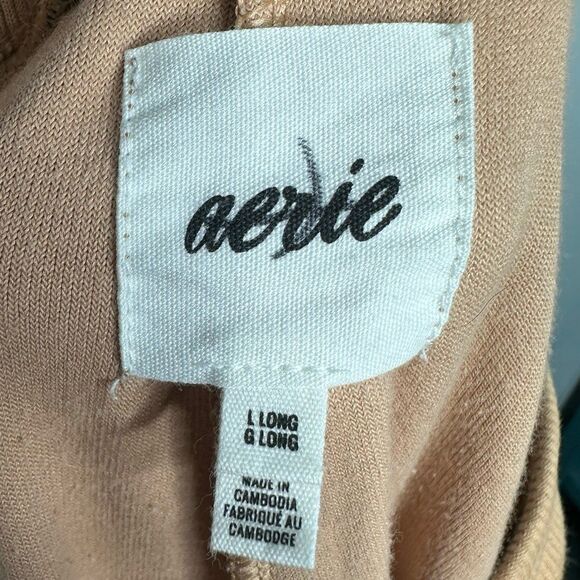 aerie
L LONG
G LONG
MADE IN
CAMBODIA
FABRIQUÉ AU
CAMBODGE